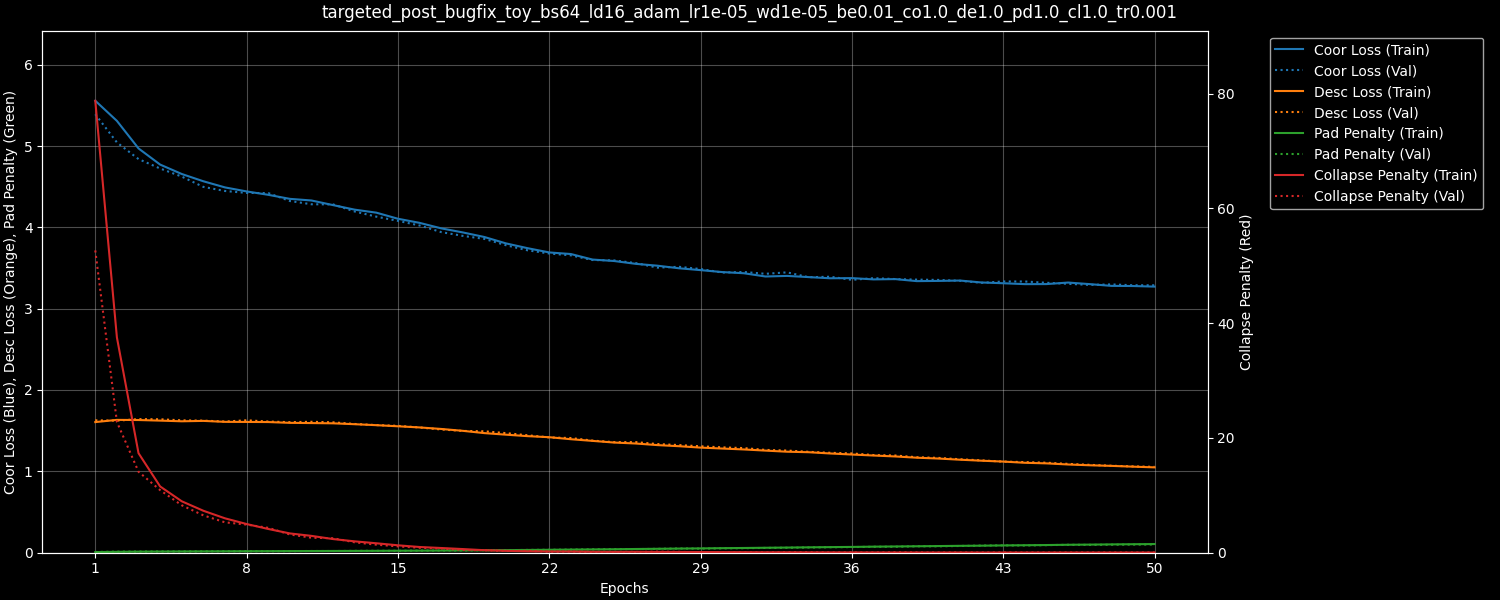 targeted_post_bugfix_toy_bs64_ld16_adam_lr1e-05_wd1e-05_be0.01_co1.0_de1.0_pd1.0_cl1.0_tr0.001
Coor Loss (Blue), Desc Loss (Orange), Pad Penalty (Green)
6
5
4
3
2
1
0
1 8 15 22 29 36 43 50
Epochs
80
60
40
20
0
Collapse Penalty (Red)
Coor Loss (Train)
Coor Loss (Val)
Desc Loss (Train)
Desc Loss (Val)
Pad Penalty (Train)
Pad Penalty (Val)
Collapse Penalty (Train)
Collapse Penalty (Val)